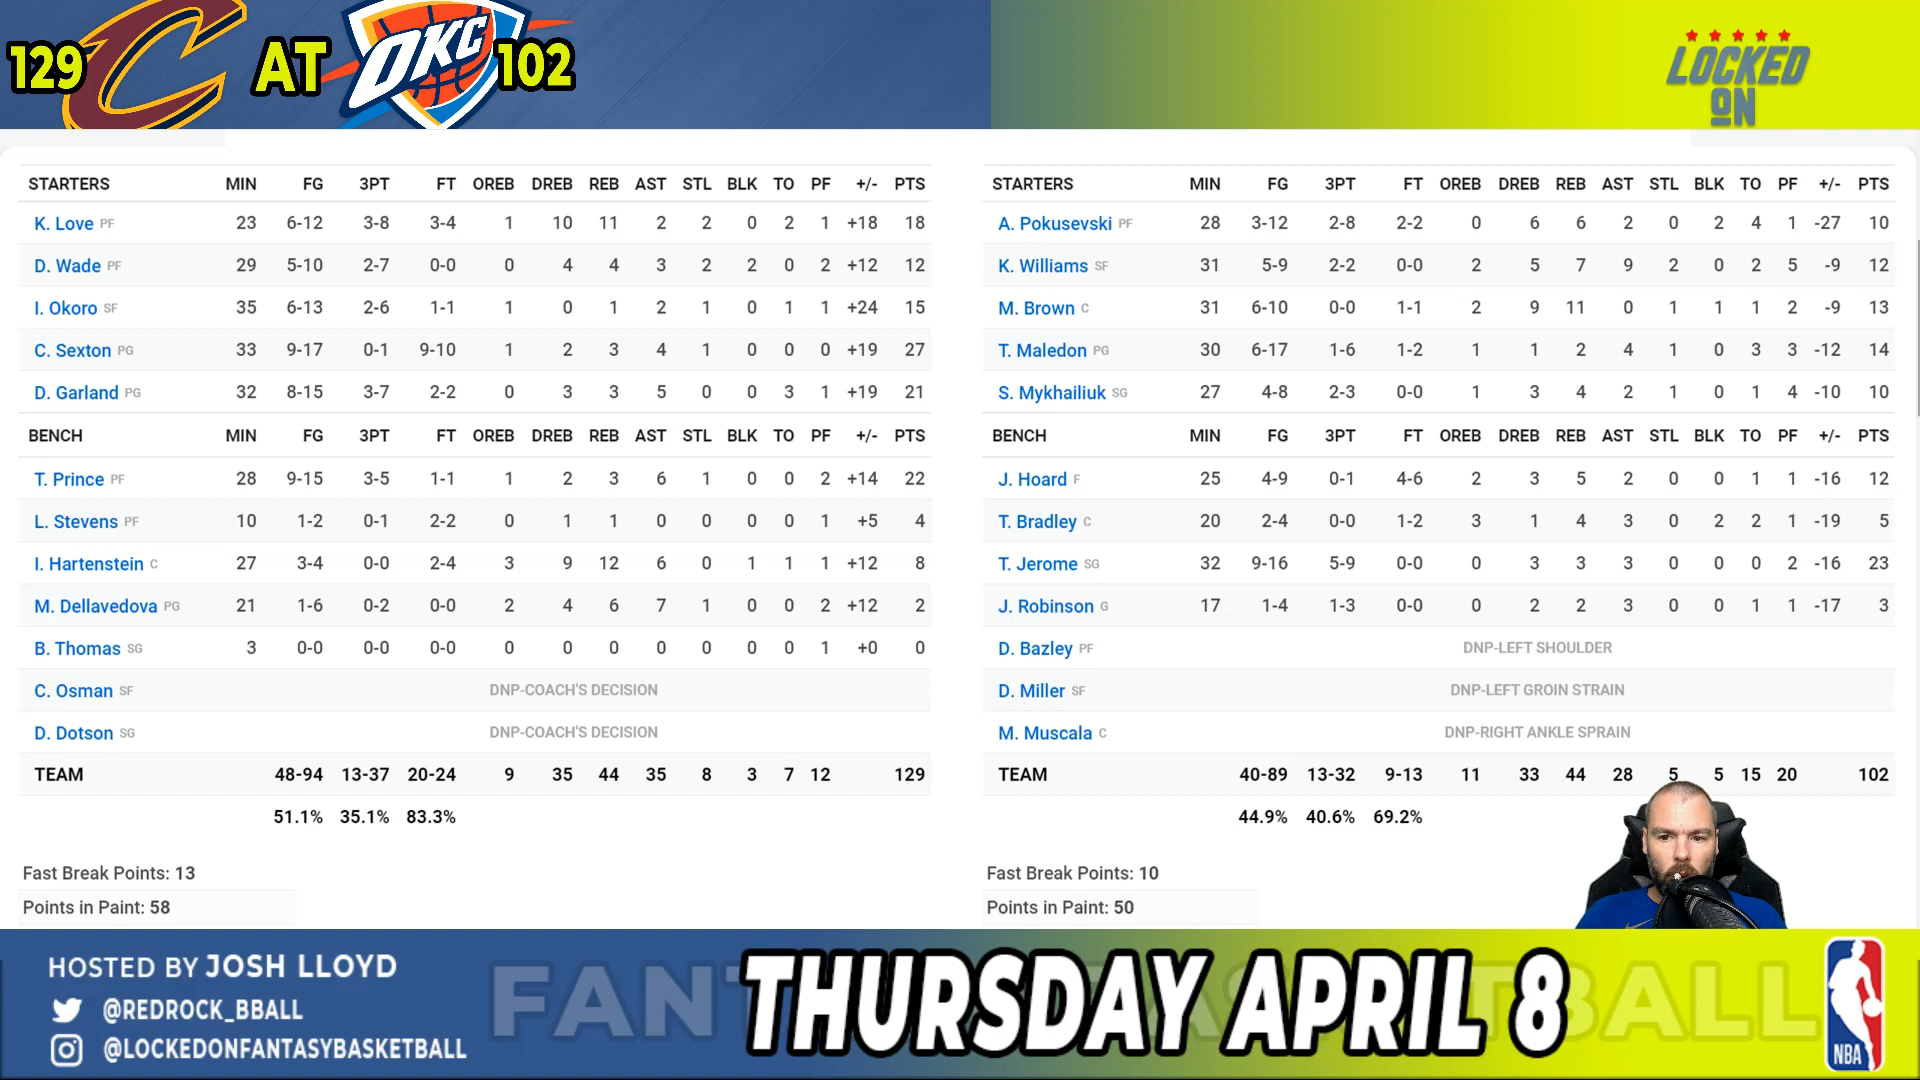 129 C AT OKC 102
LOCKED
ON
STARTERS MIN FG 3PT FT OREB DREB REB AST STL BLK TO PF +/- PTS
K. Love PF 23 6-12 3-8 3-4 1 10 11 2 2 0 2 1 +18 18
D. Wade PF 29 5-10 2-7 0-0 0 4 4 3 2 2 0 2 +12 12
I. Okoro SF 35 6-13 2-6 1-1 1 0 1 2 1 0 1 1 +24 15
C. Sexton PG 33 9-17 0-1 9-10 1 2 3 4 1 0 0 0 +19 27
D. Garland PG 32 8-15 3-7 2-2 0 3 3 5 0 0 3 1 +19 21
BENCH MIN FG 3PT FT OREB DREB REB AST STL BLK TO PF +/- PTS
T. Prince PF 28 9-15 3-5 1-1 1 2 3 6 1 0 0 2 +14 22
L. Stevens PF 10 1-2 0-1 2-2 0 1 1 0 0 0 0 1 +5 4
I. Hartenstein C 27 3-4 0-0 2-4 3 9 12 6 0 1 1 1 +12 8
M. Dellavedova PG 21 1-6 0-2 0-0 2 4 6 7 1 0 0 2 +12 2
B. Thomas SG 3 0-0 0-0 0-0 0 0 0 0 0 0 0 1 +0 0
C. Osman SF DNP-COACH'S DECISION
D. Dotson SG DNP-COACH'S DECISION
TEAM 48-94 13-37 20-24 9 35 44 35 8 3 7 12 129
51.1% 35.1% 83.3%
Fast Break Points: 13
Points in Paint: 58
STARTERS MIN FG 3PT FT OREB DREB REB AST STL BLK TO PF +/- PTS
A. Pokusevski PF 28 3-12 2-8 2-2 0 6 6 2 0 2 4 1 -27 10
K. Williams SF 31 5-9 2-2 0-0 2 5 7 9 2 0 2 5 -9 12
M. Brown C 31 6-10 0-0 1-1 2 9 11 0 1 1 1 2 -9 13
T. Maledon PG 30 6-17 1-6 1-2 1 1 2 4 1 0 3 3 -12 14
S. Mykhailiuk SG 27 4-8 2-3 0-0 1 3 4 2 1 0 1 4 -10 10
BENCH MIN FG 3PT FT OREB DREB REB AST STL BLK TO PF +/- PTS
J. Hoard F 25 4-9 0-1 4-6 2 3 5 2 0 0 1 1 -16 12
T. Bradley C 20 2-4 0-0 1-2 3 1 4 3 0 2 2 1 -19 5
T. Jerome SG 32 9-16 5-9 0-0 0 3 3 3 0 0 0 2 -16 23
J. Robinson G 17 1-4 1-3 0-0 0 2 2 3 0 0 1 1 -17 3
D. Bazley PF DNP-LEFT SHOULDER
D. Miller SF DNP-LEFT GROIN STRAIN
M. Muscala C DNP-RIGHT ANKLE SPRAIN
TEAM 40-89 13-32 9-13 11 33 44 28 5 5 15 20 102
44.9% 40.6% 69.2%
Fast Break Points: 10
Points in Paint: 50
HOSTED BY JOSH LLOYD
@REDROCK_BBALL
@LOCKEDONFANTASYBASKETBALL
THURSDAY APRIL 8
NBA